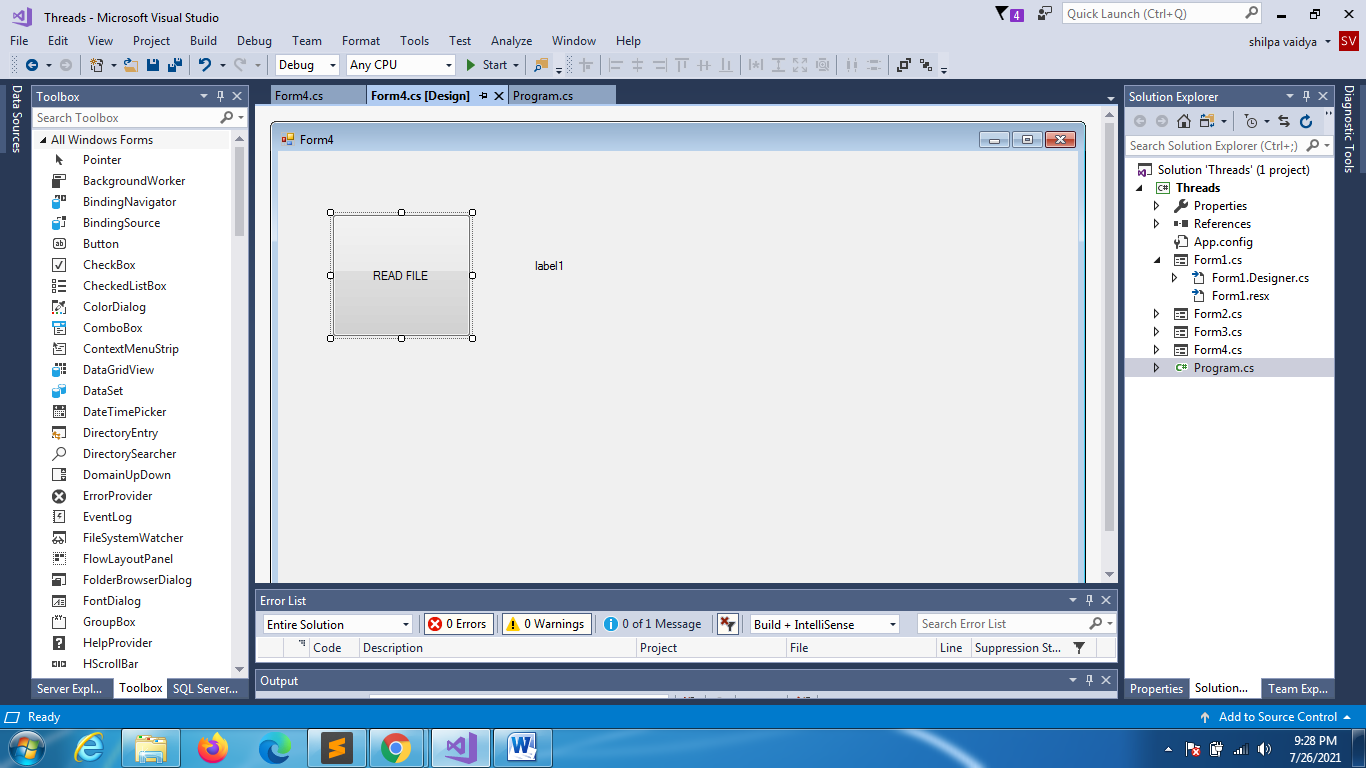 Threads - Microsoft Visual Studio
4
Quick Launch (Ctrl+Q)
File Edit View Project Build Debug Team Format Tools Test Analyze Window Help
shilpa vaidya
SV
Debug Any CPU Start
Data Sources
Toolbox
Search Toolbox
All Windows Forms
Pointer
BackgroundWorker
BindingNavigator
BindingSource
Button
CheckBox
CheckedListBox
ColorDialog
ComboBox
ContextMenuStrip
DataGridView
DataSet
DateTimePicker
DirectoryEntry
DirectorySearcher
DomainUpDown
ErrorProvider
EventLog
FileSystemWatcher
FlowLayoutPanel
FolderBrowserDialog
FontDialog
GroupBox
HelpProvider
HScrollBar
Server Expl... Toolbox SQL Server...
Form4.cs Form4.cs [Design] Program.cs
Form4
READ FILE
label1
Error List
Entire Solution 0 Errors 0 Warnings 0 of 1 Message Build + IntelliSense Search Error List
Code Description Project File Line Suppression St...
Output
Solution Explorer
Search Solution Explorer (Ctrl+;)
Solution 'Threads' (1 project)
C# Threads
Properties
References
App.config
Form1.cs
Form1.Designer.cs
Form1.resx
Form2.cs
Form3.cs
Form4.cs
C# Program.cs
Properties Solution... Team Exp...
Diagnostic Tools
Ready
Add to Source Control
9:28 PM
7/26/2021